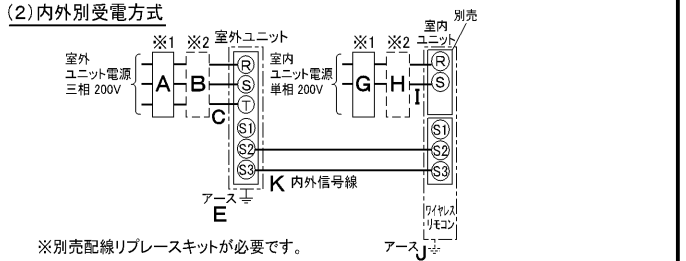 (2)内外別受電方式
※1 ※2 室外ユニット
室外
ユニット電源
三相 200V
A B C
R
S
T
S1
S2
S3
アース
E
※1 ※2
室内
ユニット電源
単相 200V
G H I
室内
ユニット
別売
R
S
S1
S2
S3
K 内外信号線
ワイヤレス
リモコン
アース J
※別売配線リプレースキットが必要です。